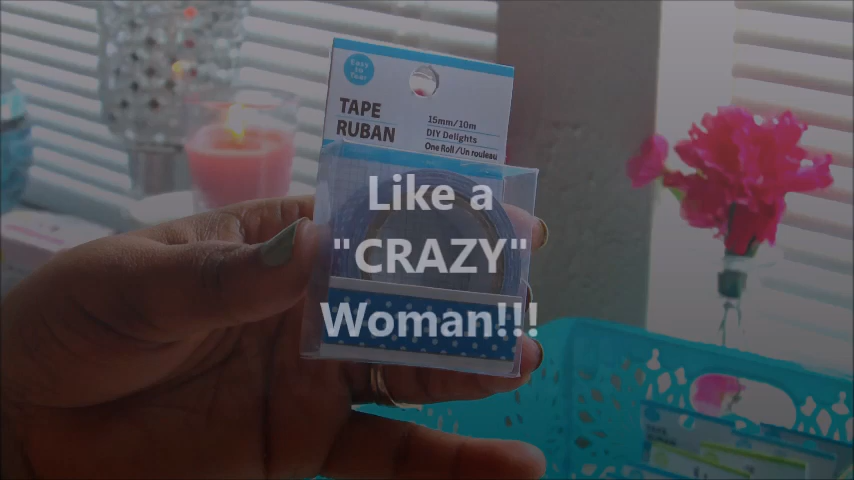 Easy
to
Tear
TAPE
RUBAN
15mm/10m
DIY Delights
One Roll/Un rouleau
Like a
"CRAZY"
Woman!!!